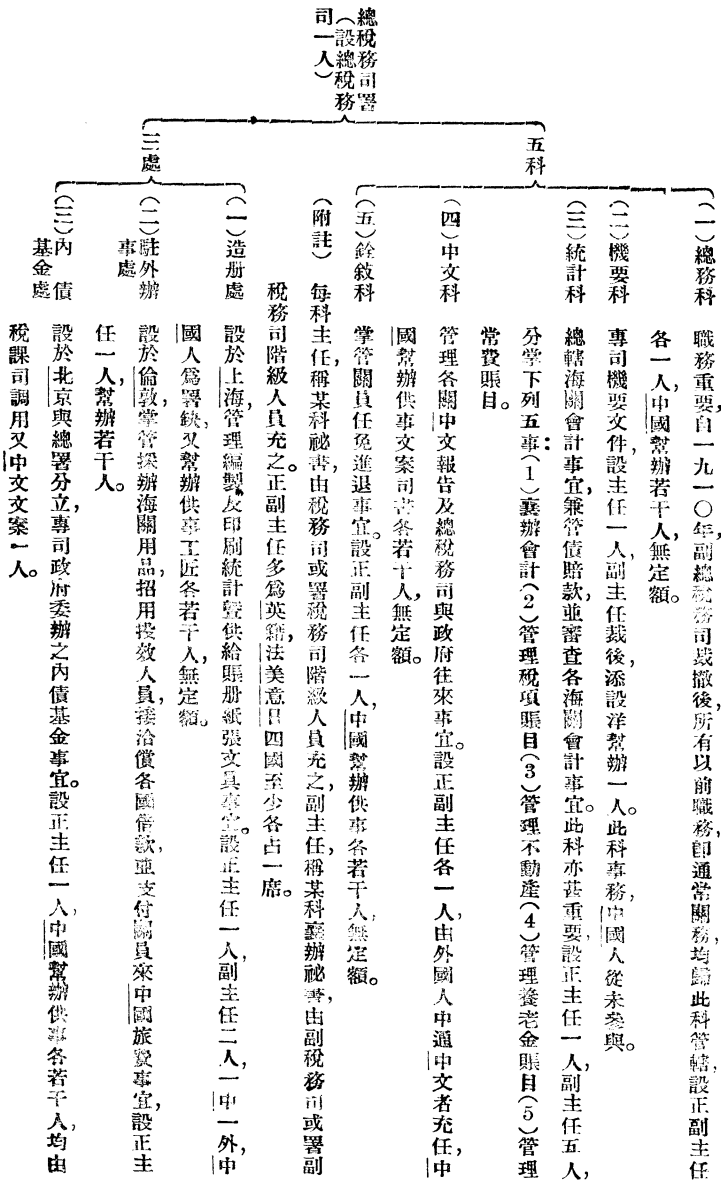 總稅務司署
（設總稅務
司一人）
五科
（一）總務科
職務重要，自一九一〇年，副總稅務司裁撤後，所有以前職務，卽通常關務，均歸此科管轄，設正副主任
各一人，中國幫辦若干人，無定額。
（二）機要科
專司機要文件，設主任一人，副主任裁後，添設洋幫辦一人。此科事務，中國人從未參與。
（三）統計科
總轄海關會計事宜，兼管債賠款，並審查各海關會計事宜。此科亦甚重要，設正主任一人，副主任五人，
分掌下列五事：（1）襄辦會計（2）管理稅項賬目（3）管理不動產（4）管理養老金賬目（5）管理
常費賬目。
（四）中文科
管理各關中文報告及總稅務司與政府往來事宜。設正副主任各一人，由外國人中通中文者充任，中
國幫辦供事文案司書各若干人，無定額。
（五）銓敘科
掌管關員任免進退事宜。設正副主任各一人，中國幫辦供事各若干人，無定額。
（附註）每科主任，稱某科祕書，由稅務司或署稅務司階級人員充之，副主任，稱某科襄辦祕書，由副稅務司或署副
稅務司階級人員充之。正副主任多爲英籍，法美意日四國至少各占一席。
三處
（一）造册處
設於上海，管理編製及印刷統計暨供給賬册紙張文具事宜。設正主任一人，副主任二人，一中一外，中
國人爲署缺，又幫辦供事工匠各若干人，無定額。
（二）駐外辦
事處
設於倫敦，掌管採辦海關用品，招用投效人員，接洽償各國借款，並支付關員來中國旅費事宜，設正主
任一人，幫辦若干人。
（三）內債
基金處
設於北京，與總署分立，專司政府委辦之內債基金事宜。設正主任一人，中國幫辦供事各若干人，均由
稅課司調用，又中文文案一人。